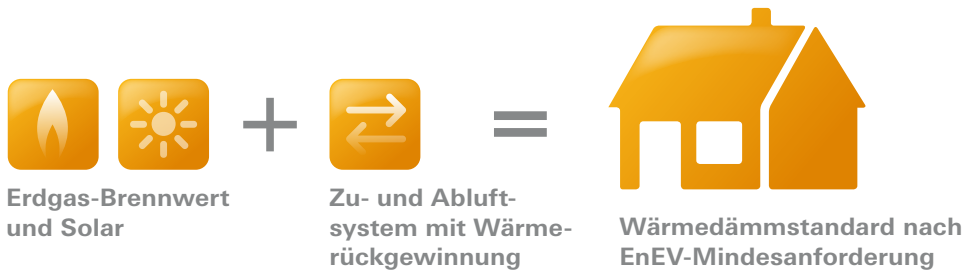 Erdgas-Brennwert
und Solar
Zu- und Abluft-
system mit Wärme-
rückgewinnung
Wärmedämmstandard nach
EnEV-Mindesanforderung